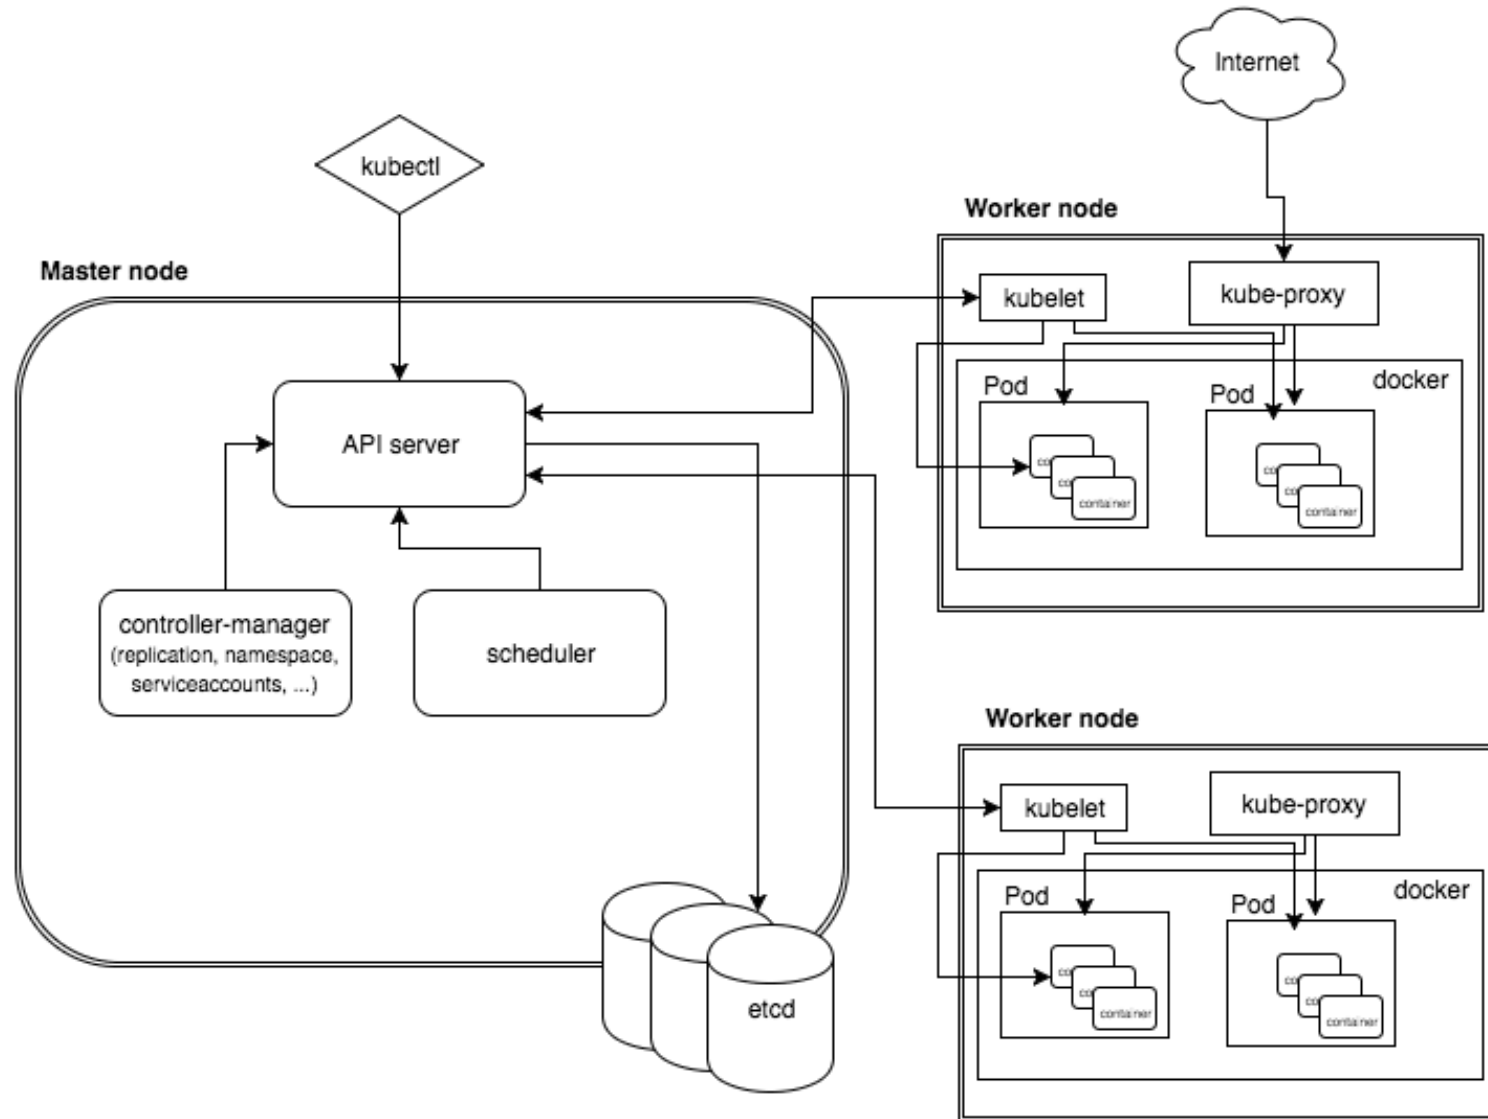 Internet
kubectl
Worker node
Master node
kubelet
kube-proxy
docker
Pod
Pod
container
container
API server
controller-manager
(replication, namespace,
serviceaccounts, ...)
scheduler
Worker node
kubelet
kube-proxy
docker
Pod
Pod
container
container
etcd